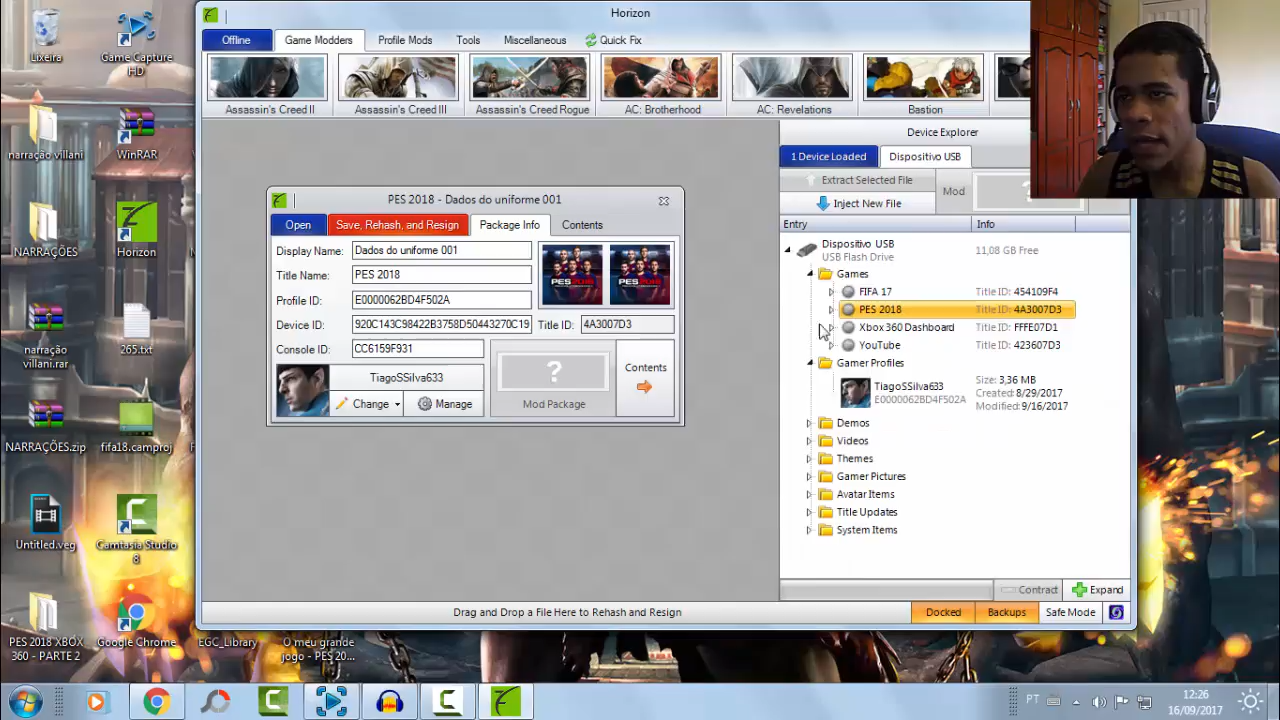 Lixeira
Game Capture
HD
narração villani
WinRAR
NARRAÇÕES
Horizon
narração
villani.rar
265.txt
NARRAÇÕES.zip
fifa18.camproj
Untitled.veg
Camtasia Studio
8
PES 2018 XBOX
360 - PARTE 2
Google Chrome
EGC_Library
O meu grande
jogo - PES 20...
Horizon
Offline
Game Modders
Profile Mods
Tools
Miscellaneous
Quick Fix
Assassin's Creed II
Assassin's Creed III
Assassin's Creed Rogue
AC: Brotherhood
AC: Revelations
Bastion
PES 2018 - Dados do uniforme 001
Open
Save, Rehash, and Resign
Package Info
Contents
Display Name: Dados do uniforme 001
Title Name: PES 2018
Profile ID: E0000062BD4F502A
Device ID: 920C143C98422B3758D50443270C19
Title ID: 4A3007D3
Console ID: CC6159F931
PES2018
PES2018
TiagoSSilva633
Change
Manage
?
Mod Package
Contents
Device Explorer
1 Device Loaded
Dispositivo USB
Extract Selected File
Inject New File
Mod
Entry
Info
Dispositivo USB
USB Flash Drive
11,08 GB Free
Games
FIFA 17
Title ID: 454109F4
PES 2018
Title ID: 4A3007D3
Xbox 360 Dashboard
Title ID: FFFE07D1
YouTube
Title ID: 423607D3
Gamer Profiles
TiagoSSilva633
E0000062BD4F502A
Size: 3,36 MB
Created: 8/29/2017
Modified: 9/16/2017
Demos
Videos
Themes
Gamer Pictures
Avatar Items
Title Updates
System Items
Contract
Expand
Drag and Drop a File Here to Rehash and Resign
Docked
Backups
Safe Mode
PT
12:26
16/09/2017